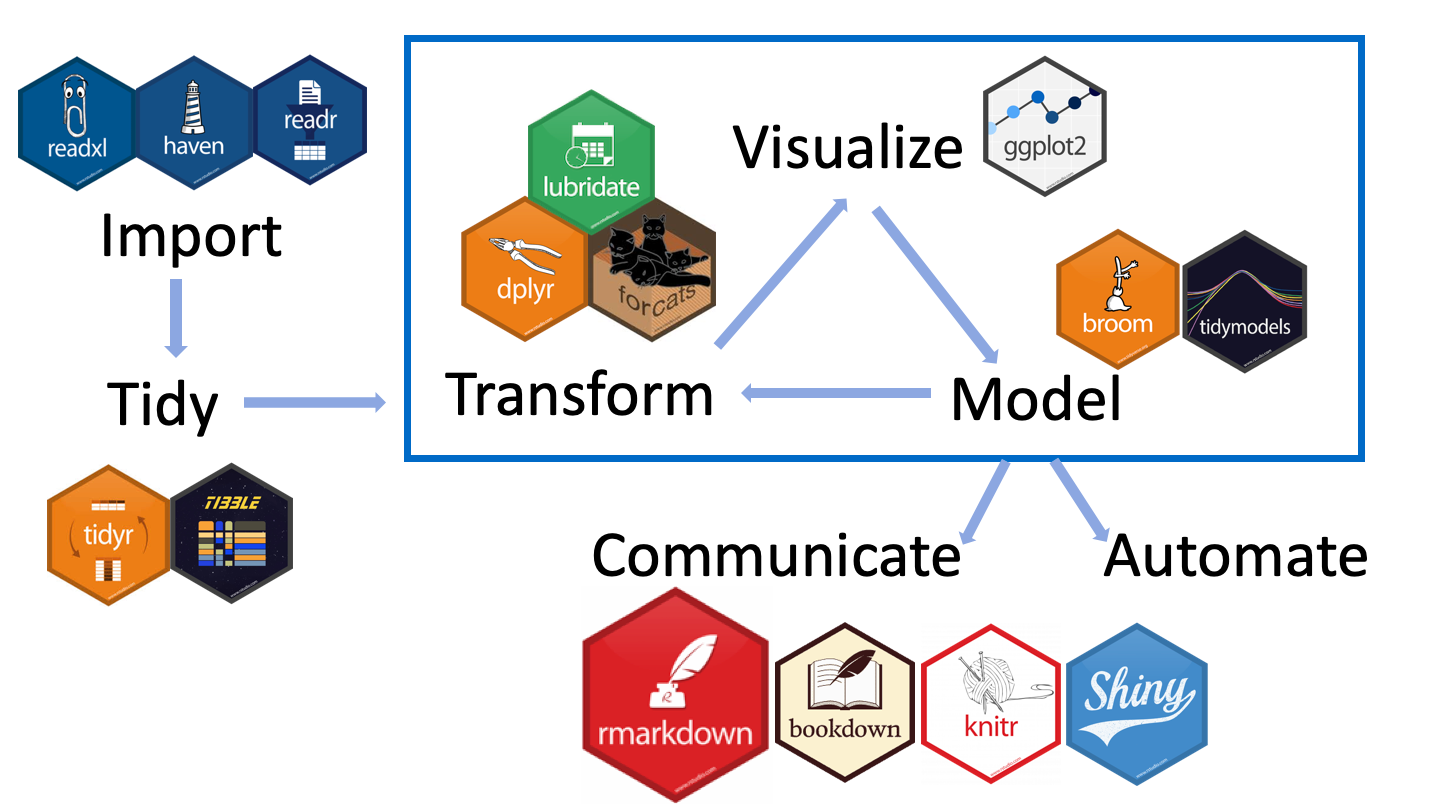 readxl
haven
readr
Import
Tidy
tidyr
TIBBLE
lubridate
dplyr
forcats
Transform
Visualize
ggplot2
broom
tidymodels
Model
Communicate
Automate
rmarkdown
bookdown
knitr
Shiny